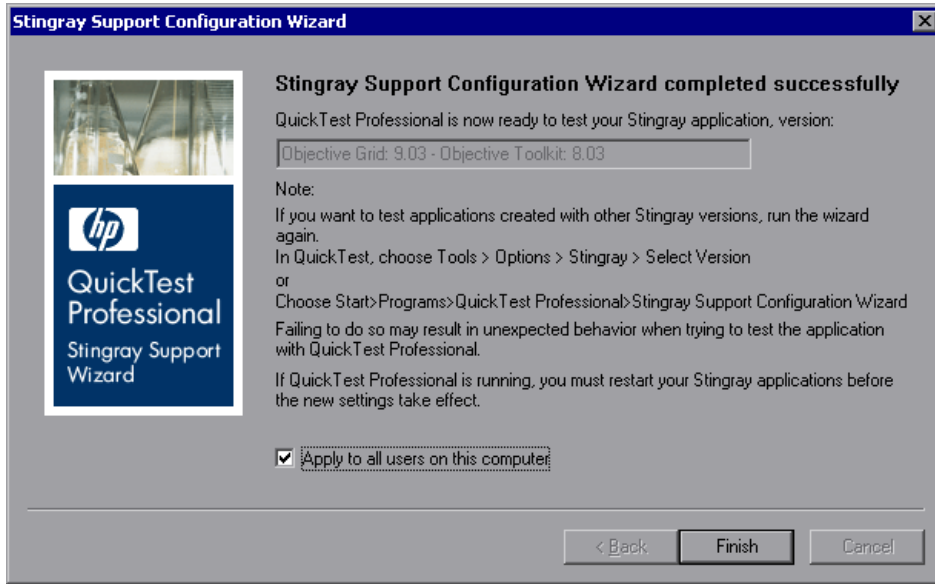 Stingray Support Configuration Wizard
Stingray Support Configuration Wizard completed successfully
QuickTest Professional is now ready to test your Stingray application, version:
Objective Grid: 9.03 - Objective Toolkit: 8.03
Note:
If you want to test applications created with other Stingray versions, run the wizard
again.
In QuickTest, choose Tools > Options > Stingray > Select Version
or
Choose Start>Programs>QuickTest Professional>Stingray Support Configuration Wizard
Failing to do so may result in unexpected behavior when trying to test the application
with QuickTest Professional.
If QuickTest Professional is running, you must restart your Stingray applications before
the new settings take effect.
Apply to all users on this computer
hp
QuickTest
Professional
Stingray Support
Wizard
< Back
Finish
Cancel